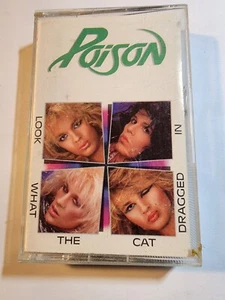 POISON
LOOK
WHAT
THE
CAT
DRAGGED
IN